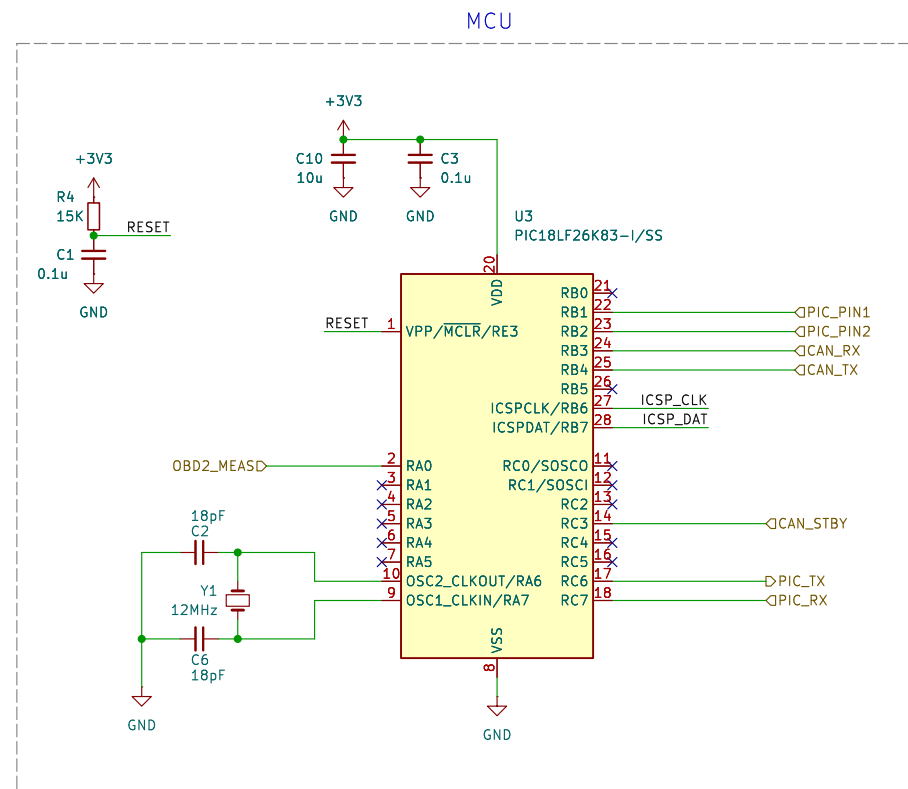 MCU
+3V3
R4
15K
RESET
C1
0.1u
GND
+3V3
C10
10u
GND
C3
0.1u
GND
U3
PIC18LF26K83-I/SS
20
VDD
RESET
1
VPP/MCLR/RE3
RB0
21
RB1
22
PIC_PIN1
RB2
23
PIC_PIN2
RB3
24
CAN_RX
RB4
25
CAN_TX
RB5
26
ICSPCLK/RB6
27
ICSP_CLK
ICSPDAT/RB7
28
ICSP_DAT
OBD2_MEAS
2
RA0
3
RA1
4
RA2
5
RA3
6
RA4
7
RA5
10
OSC2_CLKOUT/RA6
9
OSC1_CLKIN/RA7
RC0/SOSCO
11
RC1/SOSCI
12
RC2
13
RC3
14
CAN_STBY
RC4
15
RC5
16
RC6
17
PIC_TX
RC7
18
PIC_RX
18pF
C2
Y1
12MHz
C6
18pF
GND
VSS
8
GND